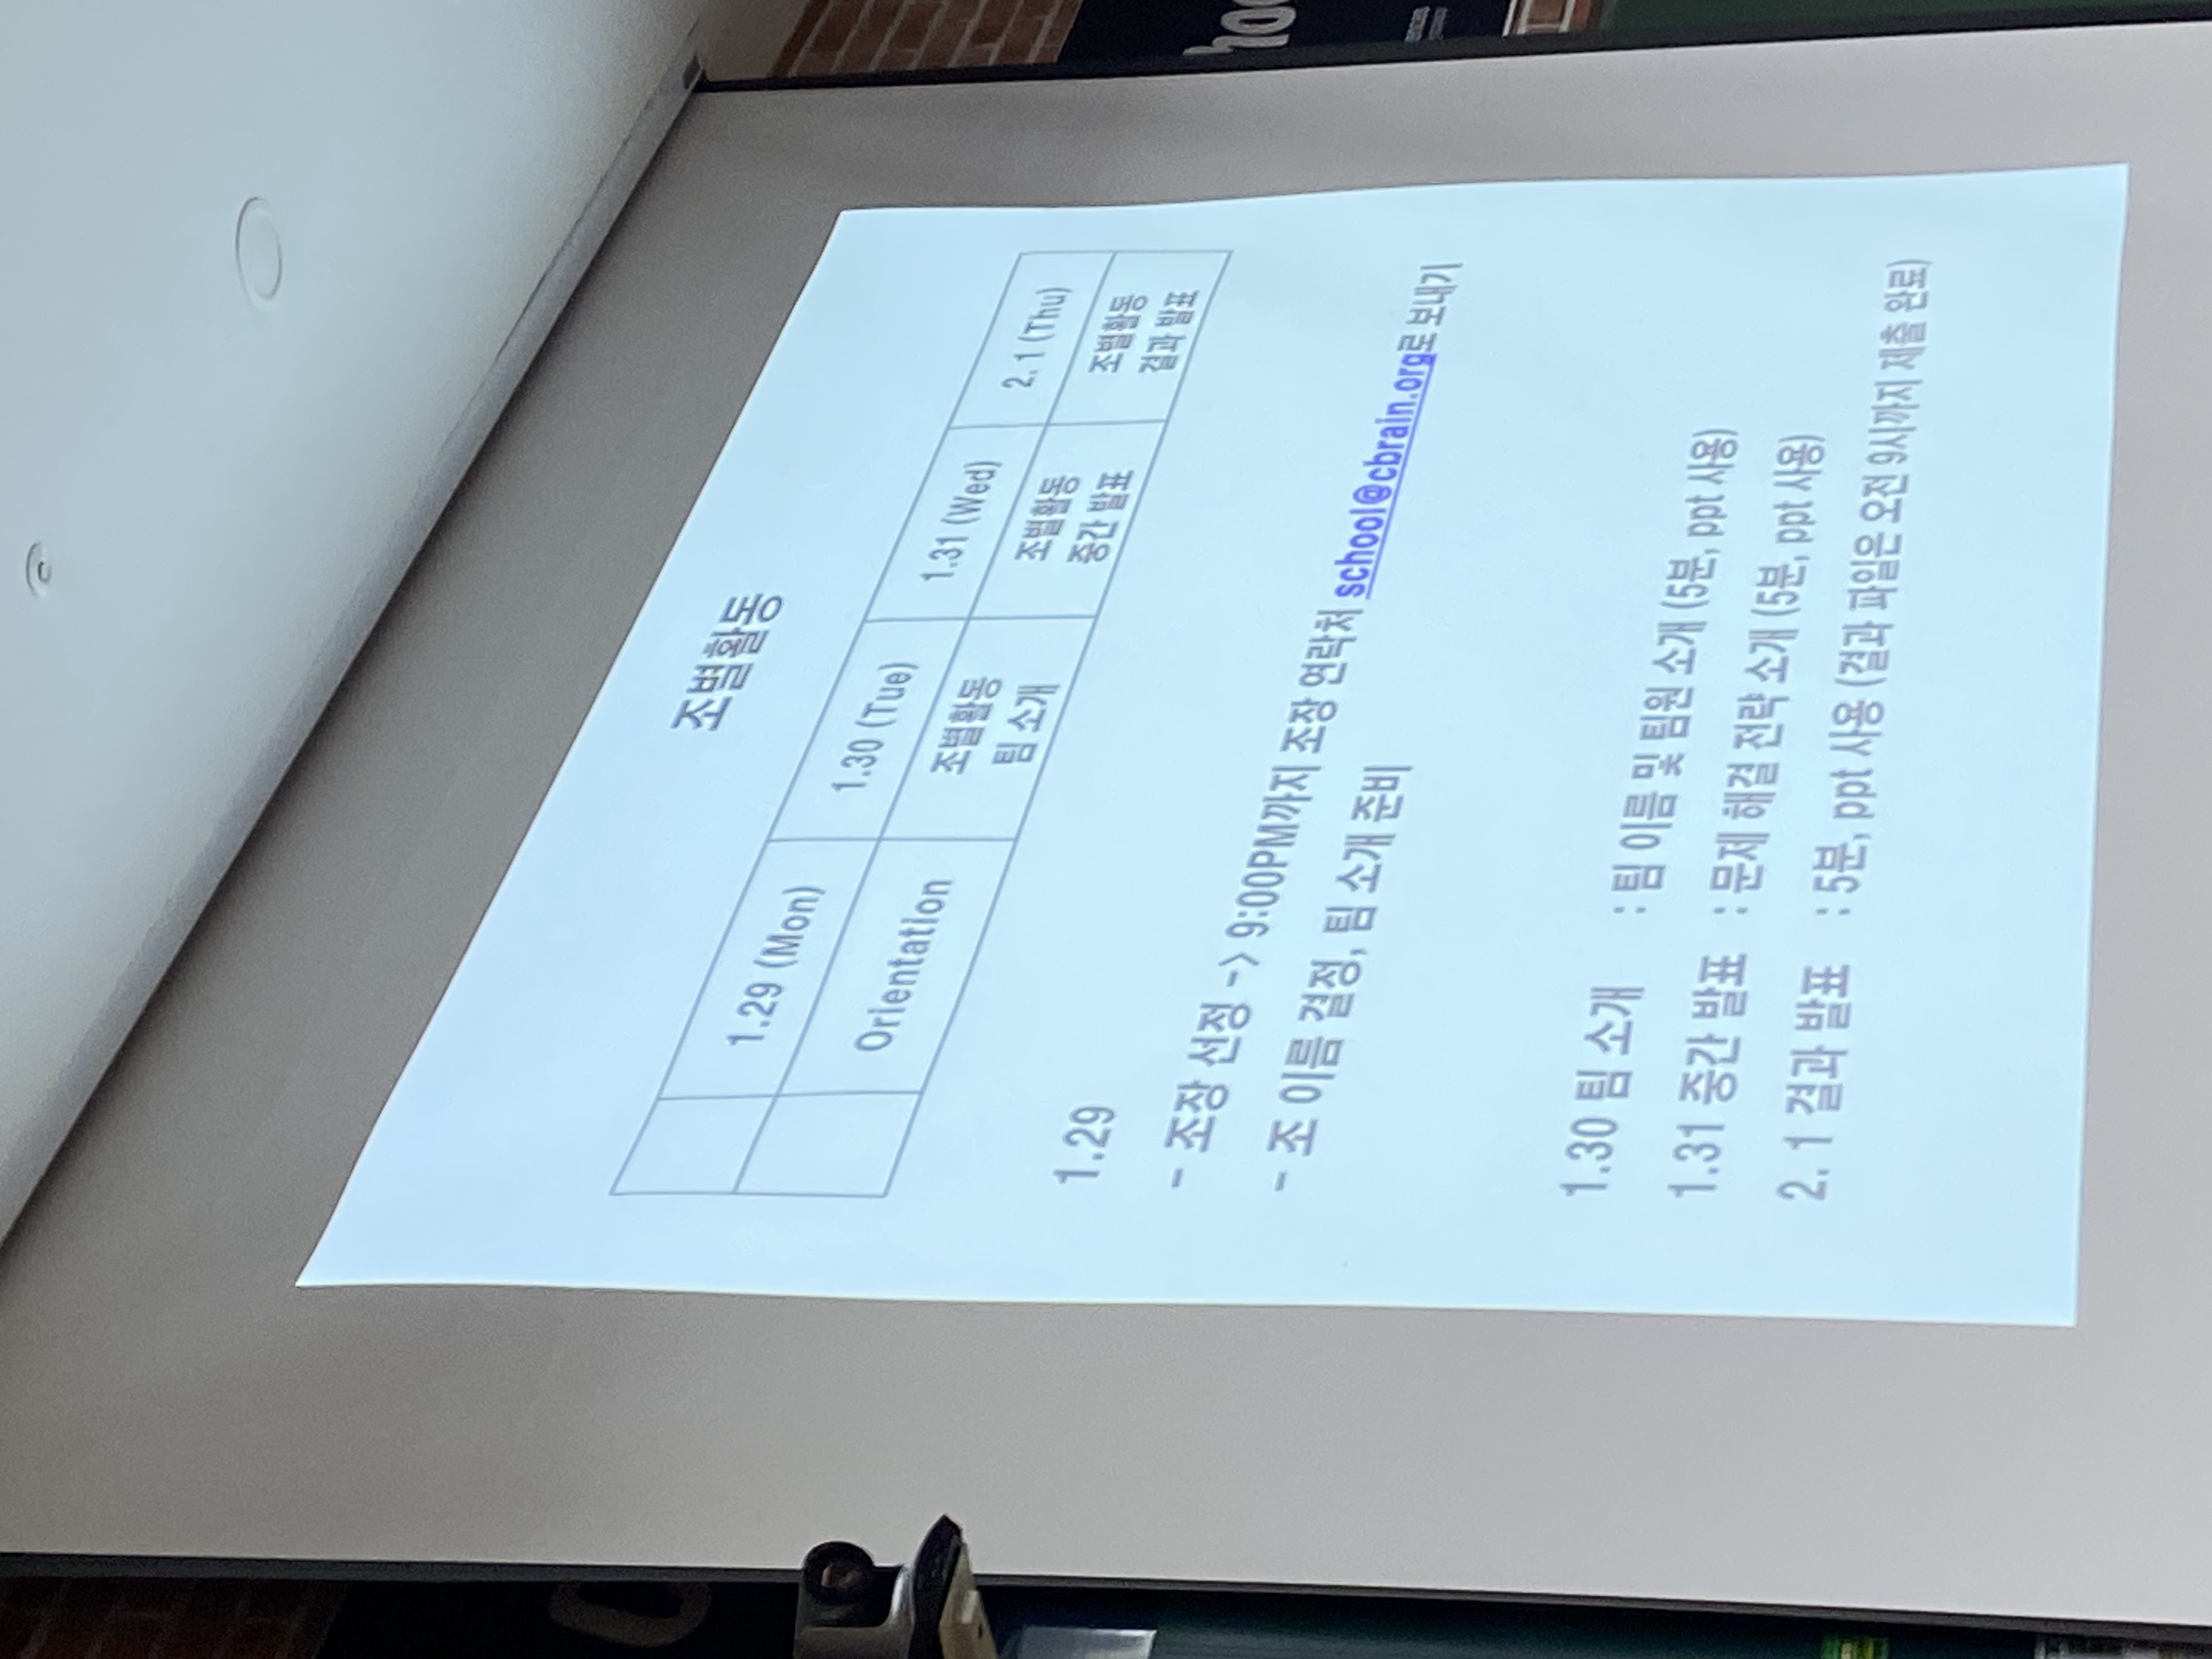 조별활동
1.29 (Mon)
1.30 (Tue)
1.31 (Wed)
2. 1 (Thu)
Orientation
조별활동
팀 소개
조별활동
중간 발표
조별활동
결과 발표
1.29
- 조장 선정 -> 9:00PM까지 조장 연락처 school@cbrain.org로 보내기
- 조 이름 결정, 팀 소개 준비
1.30 팀 소개 : 팀 이름 및 팀원 소개 (5분, ppt 사용)
1.31 중간 발표 : 문제 해결 전략 소개 (5분, ppt 사용)
2. 1 결과 발표 : 5분, ppt 사용 (결과 파일은 오전 9시까지 제출 완료)